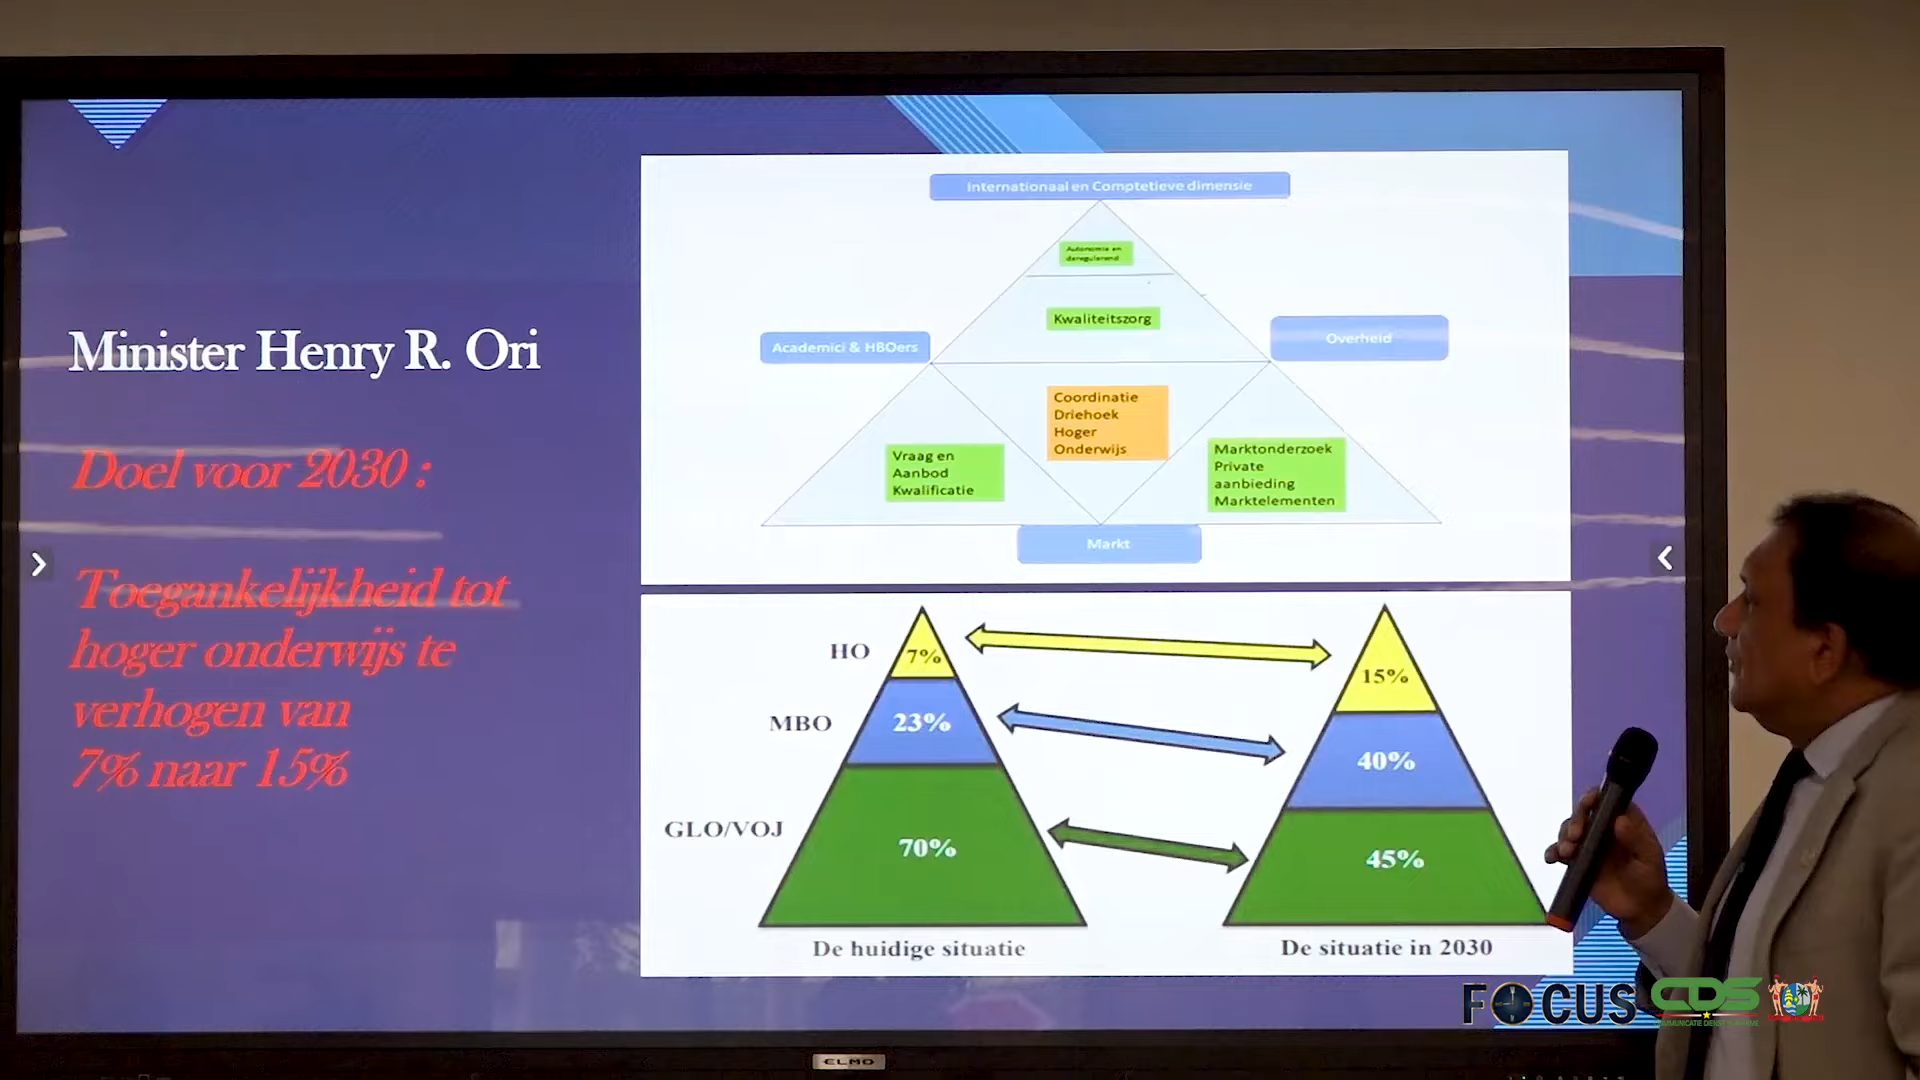 Minister Henry R. Ori
Doel voor 2030 :
Toegankelijkheid tot
hoger onderwijs te
verhogen van
7% naar 15%
Internationaal en Comptetieve dimensie
Autonomie en
deregulerend
Kwaliteitszorg
Academici & HBOers
Overheid
Coordinatie
Driehoek
Hoger
Onderwijs
Vraag en
Aanbod
Kwalificatie
Marktonderzoek
Private
aanbieding
Marktelementen
Markt
HO
7%
15%
MBO
23%
40%
GLO/VOJ
70%
45%
De huidige situatie
De situatie in 2030
FOCUS
CDS
ELMO